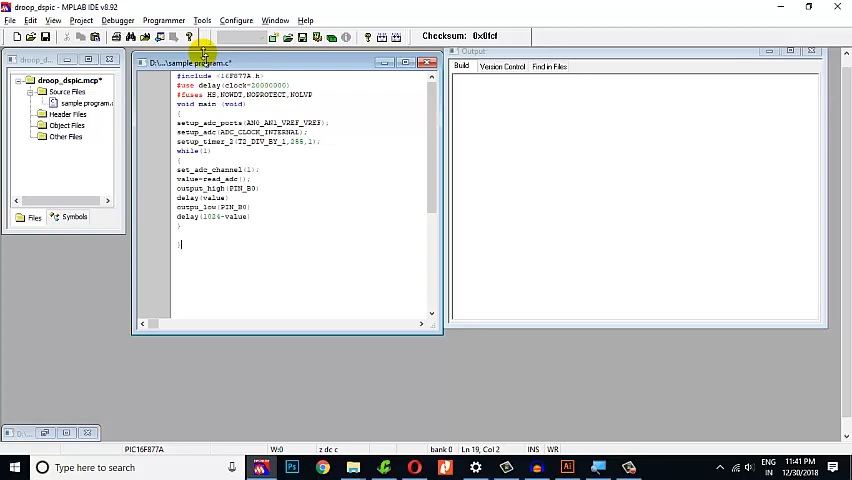 droop_dspic - MPLAB IDE v8.92
File Edit View Project Debugger Programmer Tools Configure Window Help
Checksum: 0x0fcf
droop_d...
droop_dspic.mcp*
Source Files
sample program.c
Header Files
Object Files
Other Files
Files Symbols
D:\...\sample program.c*
#include <16F877A.h>
#use delay(clock=20000000)
#fuses HS,NOWDT,NOPROTECT,NOLVP
void main (void)
{
setup_adc_ports(AN0_AN1_VREF_VREF);
setup_adc(ADC_CLOCK_INTERNAL);
setup_timer_2(T2_DIV_BY_1,255,1);
while(1)
{
set_adc_channel(1);
value=read_adc();
output_high(PIN_B0)
delay(value)
outpu_low(PIN_B0)
delay(1024-value)
}
}
Output
Build Version Control Find in Files
D:\...
PIC16F877A W:0 z dc c bank 0 Ln 19, Col 2 INS WR
Type here to search
Ps
Ai
ENG
IN
11:41 PM
12/30/2018